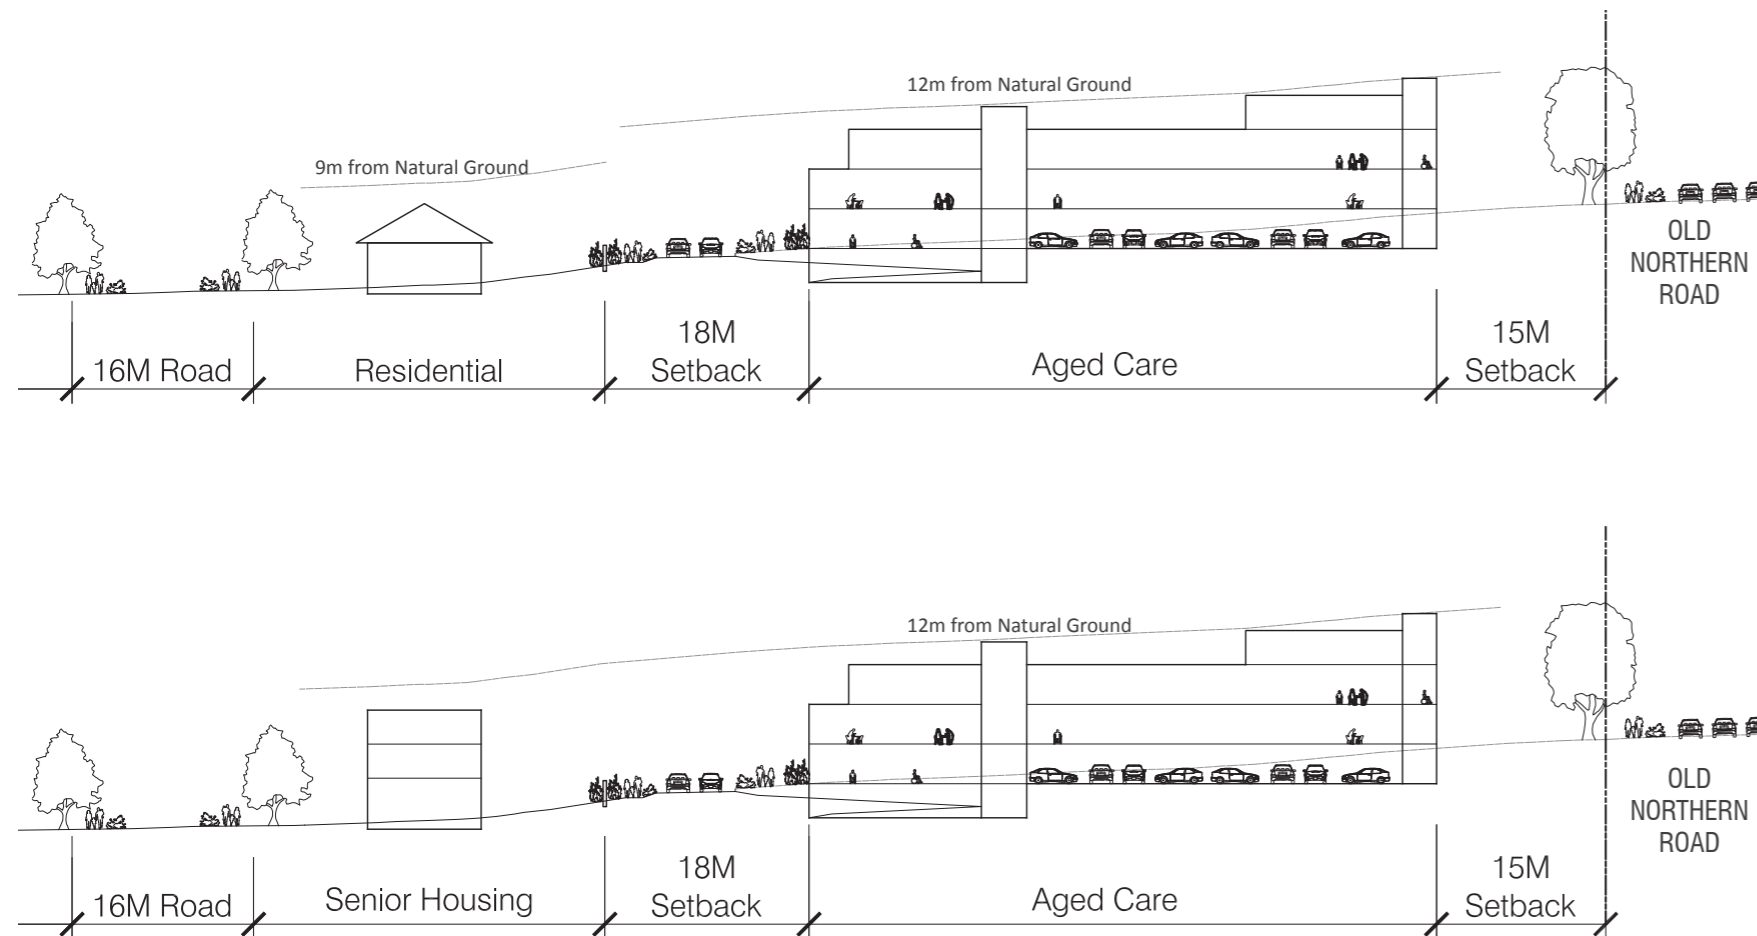 12m from Natural Ground
9m from Natural Ground
OLD
NORTHERN
ROAD
16M Road
Residential
18M
Setback
Aged Care
15M
Setback
12m from Natural Ground
OLD
NORTHERN
ROAD
16M Road
Senior Housing
18M
Setback
Aged Care
15M
Setback